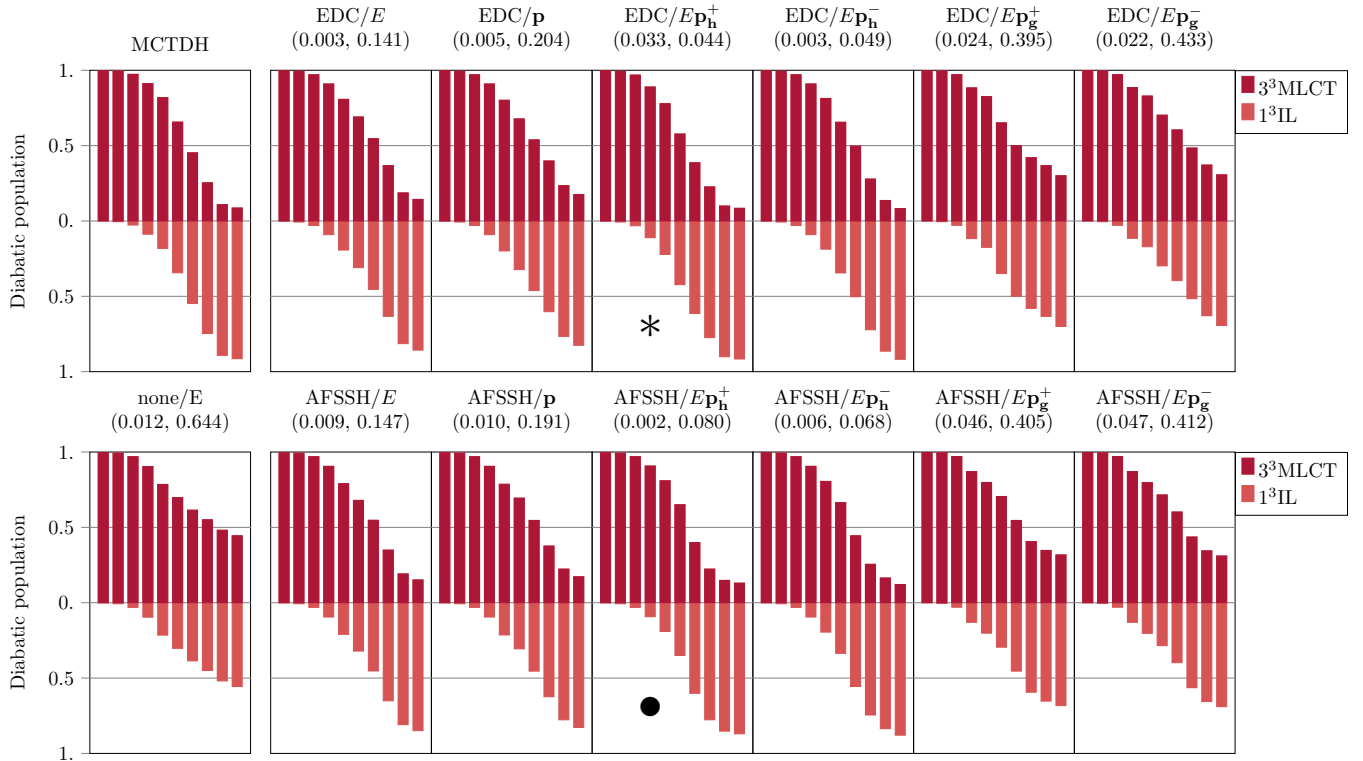 MCTDH
EDC/E
(0.003, 0.141)
EDC/p
(0.005, 0.204)
EDC/Ep_h^+
(0.033, 0.044)
EDC/Ep_h^−
(0.003, 0.049)
EDC/Ep_g^+
(0.024, 0.395)
EDC/Ep_g^−
(0.022, 0.433)
1.
0.5
0.
0.5
1.
Diabatic population
*
3³MLCT
1³IL
none/E
(0.012, 0.644)
AFSSH/E
(0.009, 0.147)
AFSSH/p
(0.010, 0.191)
AFSSH/Ep_h^+
(0.002, 0.080)
AFSSH/Ep_h^−
(0.006, 0.068)
AFSSH/Ep_g^+
(0.046, 0.405)
AFSSH/Ep_g^−
(0.047, 0.412)
1.
0.5
0.
0.5
1.
Diabatic population
3³MLCT
1³IL